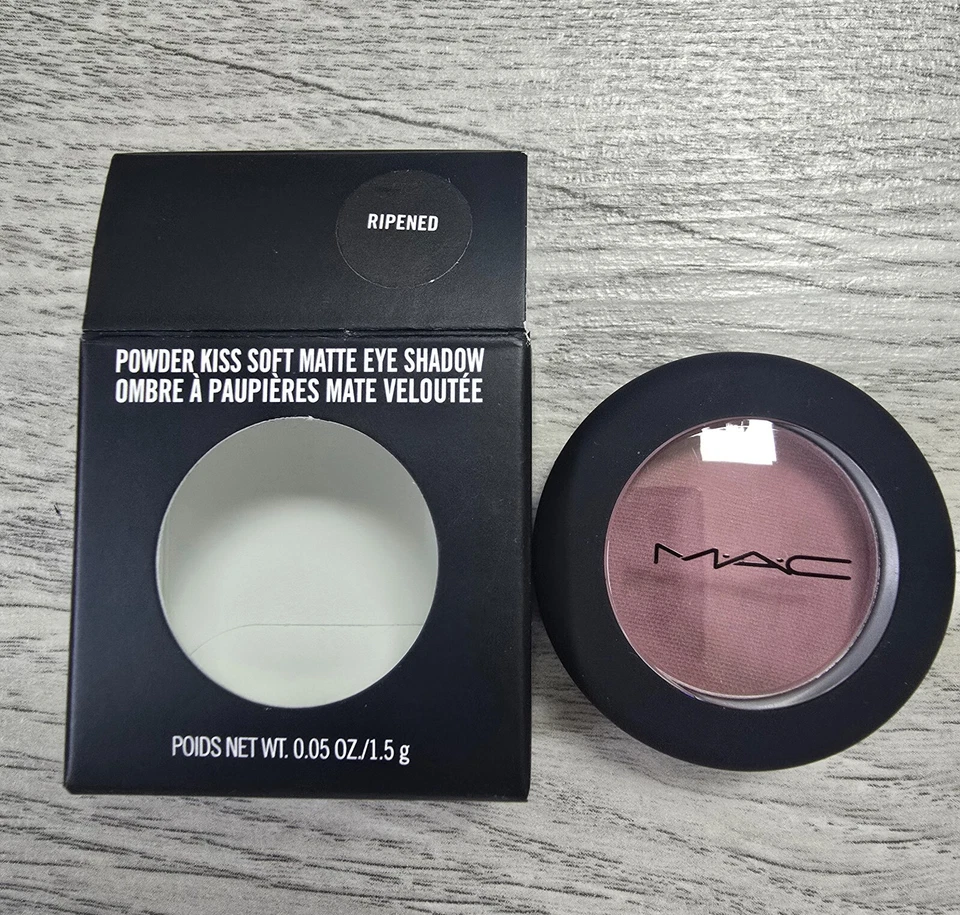 RIPENED
POWDER KISS SOFT MATTE EYE SHADOW
OMBRE À PAUPIÈRES MATE VELOUTÉE
POIDS NET WT. 0.05 OZ./1.5 g
M·A·C